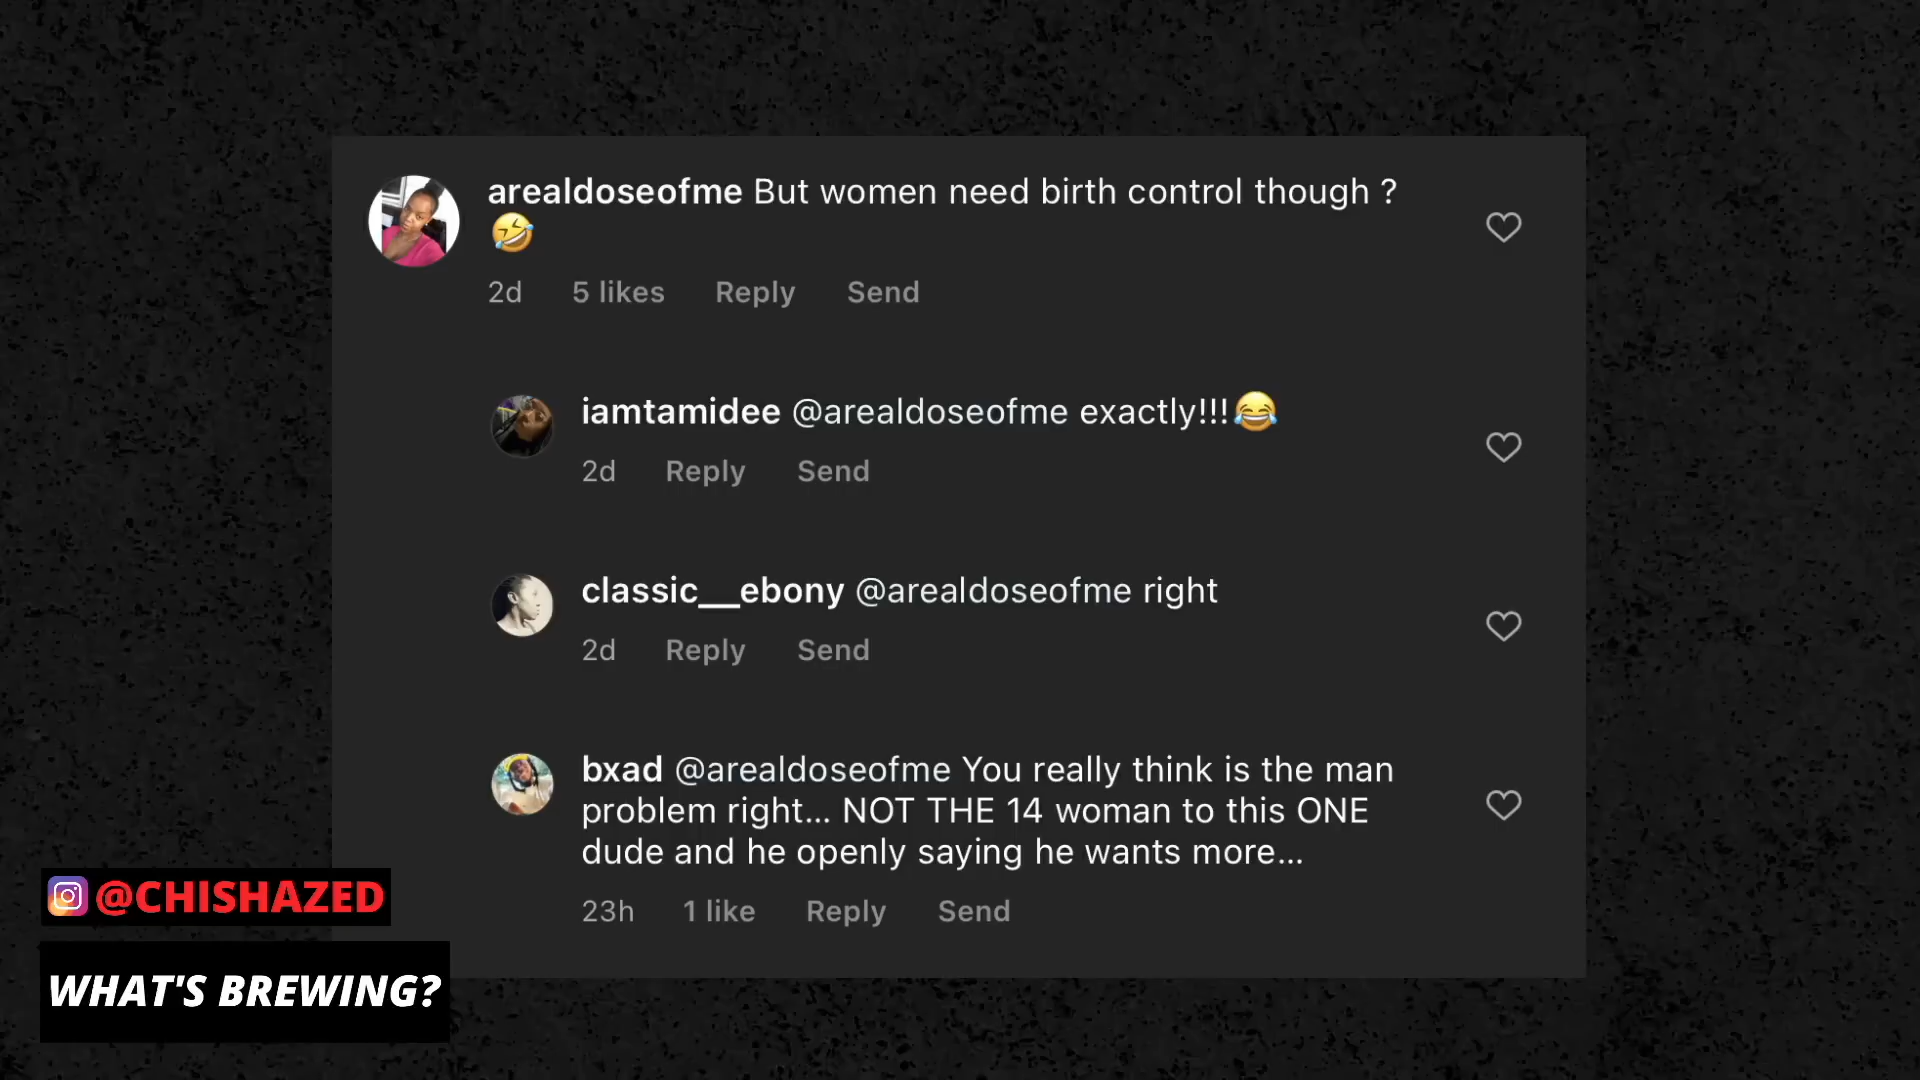 arealdoseofme But women need birth control though ?
🤣
2d 5 likes Reply Send
iamtamidee @arealdoseofme exactly!!!😂
2d Reply Send
classic__ebony @arealdoseofme right
2d Reply Send
bxad @arealdoseofme You really think is the man
problem right... NOT THE 14 woman to this ONE
dude and he openly saying he wants more...
23h 1 like Reply Send
@CHISHAZED
WHAT'S BREWING?